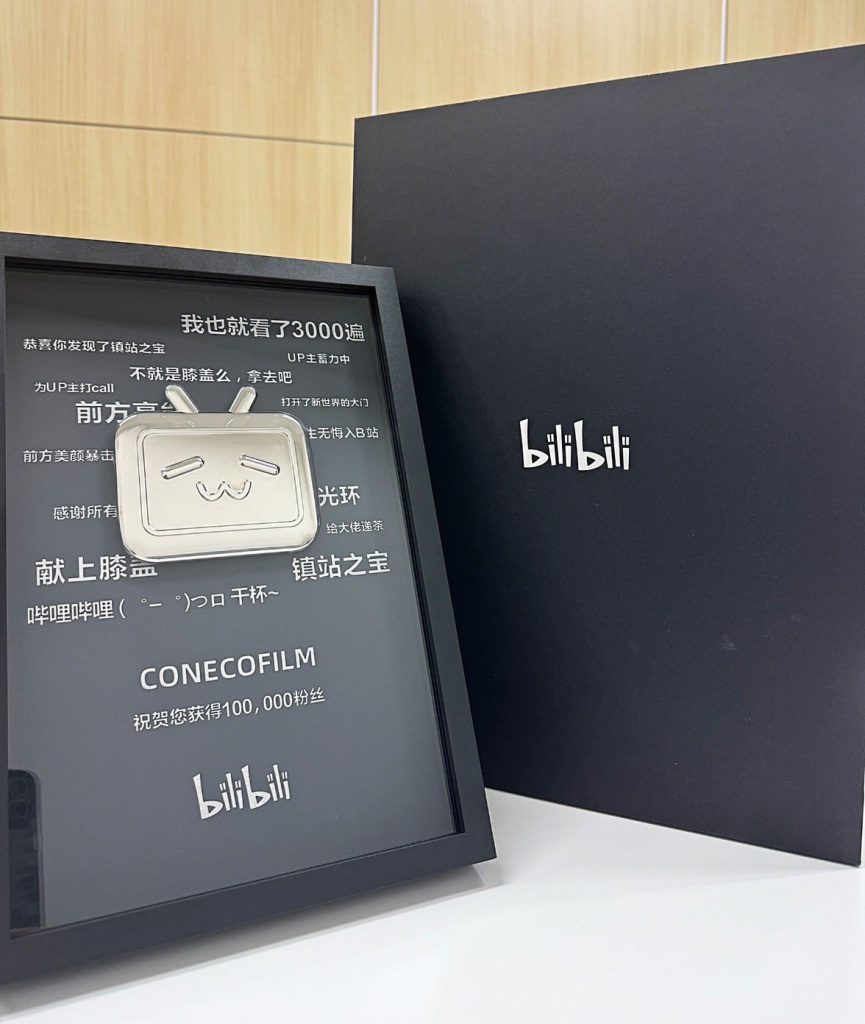 我也就看了3000遍
恭喜你发现了镇站之宝
UP主蓄力中
不就是膝盖么，拿去吧
为UP主打call
打开了新世界的大门
前方高
生无悔入B站
前方美颜暴击
光环
感谢所有
给大佬递茶
献上膝盖
镇站之宝
哔哩哔哩 ( ゜- ゜)つロ 干杯~
CONECOFILM
祝贺您获得100,000粉丝
bilibili
bilibili